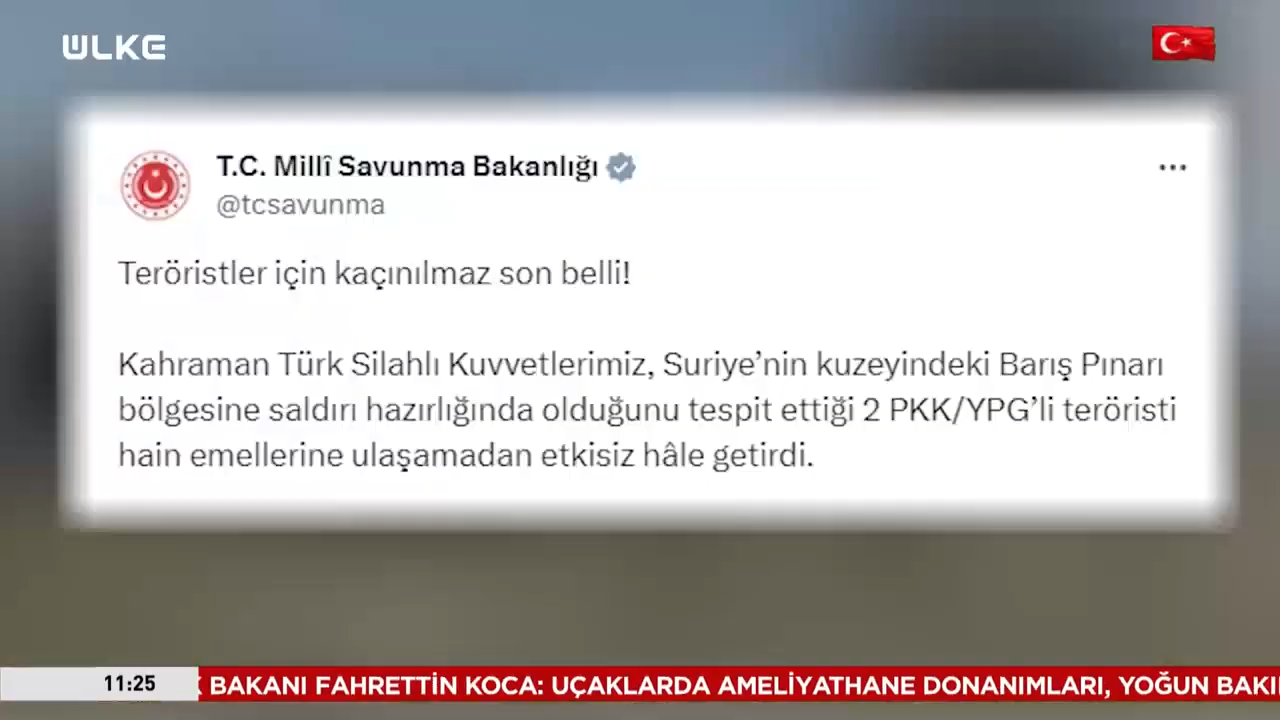 ÜLKE
T.C. Millî Savunma Bakanlığı
@tcsavunma
Teröristler için kaçınılmaz son belli!
Kahraman Türk Silahlı Kuvvetlerimiz, Suriye’nin kuzeyindeki Barış Pınarı
bölgesine saldırı hazırlığında olduğunu tespit ettiği 2 PKK/YPG’li teröristi
hain emellerine ulaşamadan etkisiz hâle getirdi.
11:25
BAKANI FAHRETTİN KOCA: UÇAKLARDA AMELİYATHANE DONANIMLARI, YOĞUN